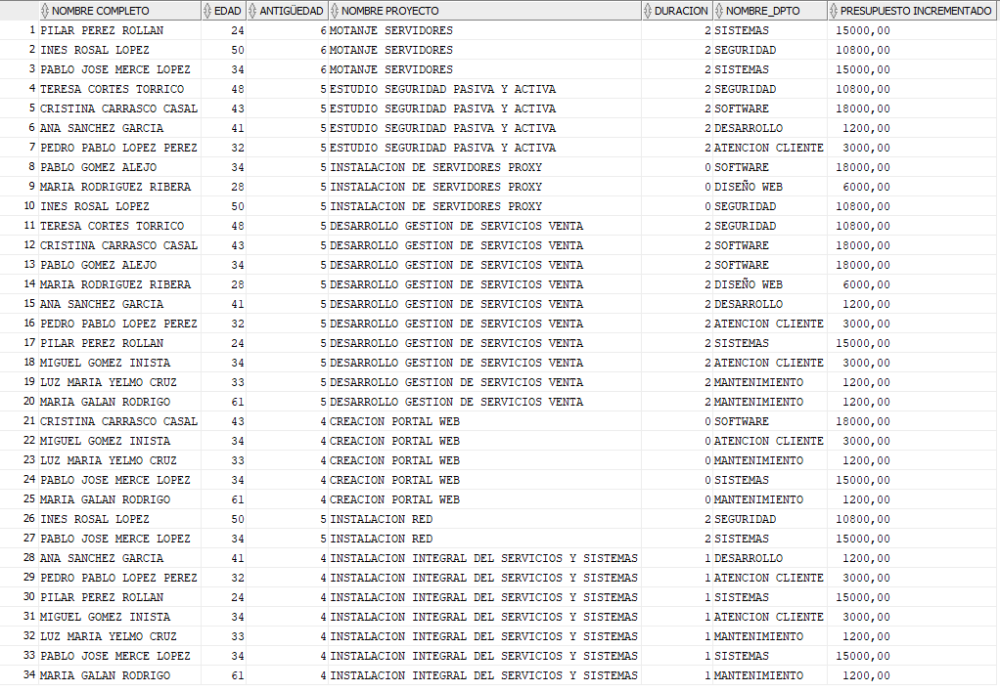 NOMBRE COMPLETO EDAD ANTIGÜEDAD NOMBRE PROYECTO DURACION NOMBRE_DPTO PRESUPUESTO INCREMENTADO
1 PILAR PEREZ ROLLAN 24 6 MOTANJE SERVIDORES 2 SISTEMAS 15000,00
2 INES ROSAL LOPEZ 50 6 MOTANJE SERVIDORES 2 SEGURIDAD 10800,00
3 PABLO JOSE MERCE LOPEZ 34 6 MOTANJE SERVIDORES 2 SISTEMAS 15000,00
4 TERESA CORTES TORRICO 48 5 ESTUDIO SEGURIDAD PASIVA Y ACTIVA 2 SEGURIDAD 10800,00
5 CRISTINA CARRASCO CASAL 43 5 ESTUDIO SEGURIDAD PASIVA Y ACTIVA 2 SOFTWARE 18000,00
6 ANA SANCHEZ GARCIA 41 5 ESTUDIO SEGURIDAD PASIVA Y ACTIVA 2 DESARROLLO 1200,00
7 PEDRO PABLO LOPEZ PEREZ 32 5 ESTUDIO SEGURIDAD PASIVA Y ACTIVA 2 ATENCION CLIENTE 3000,00
8 PABLO GOMEZ ALEJO 34 5 INSTALACION DE SERVIDORES PROXY 0 SOFTWARE 18000,00
9 MARIA RODRIGUEZ RIBERA 28 5 INSTALACION DE SERVIDORES PROXY 0 DISEÑO WEB 6000,00
10 INES ROSAL LOPEZ 50 5 INSTALACION DE SERVIDORES PROXY 0 SEGURIDAD 10800,00
11 TERESA CORTES TORRICO 48 5 DESARROLLO GESTION DE SERVICIOS VENTA 2 SEGURIDAD 10800,00
12 CRISTINA CARRASCO CASAL 43 5 DESARROLLO GESTION DE SERVICIOS VENTA 2 SOFTWARE 18000,00
13 PABLO GOMEZ ALEJO 34 5 DESARROLLO GESTION DE SERVICIOS VENTA 2 SOFTWARE 18000,00
14 MARIA RODRIGUEZ RIBERA 28 5 DESARROLLO GESTION DE SERVICIOS VENTA 2 DISEÑO WEB 6000,00
15 ANA SANCHEZ GARCIA 41 5 DESARROLLO GESTION DE SERVICIOS VENTA 2 DESARROLLO 1200,00
16 PEDRO PABLO LOPEZ PEREZ 32 5 DESARROLLO GESTION DE SERVICIOS VENTA 2 ATENCION CLIENTE 3000,00
17 PILAR PEREZ ROLLAN 24 5 DESARROLLO GESTION DE SERVICIOS VENTA 2 SISTEMAS 15000,00
18 MIGUEL GOMEZ INISTA 34 5 DESARROLLO GESTION DE SERVICIOS VENTA 2 ATENCION CLIENTE 3000,00
19 LUZ MARIA YELMO CRUZ 33 5 DESARROLLO GESTION DE SERVICIOS VENTA 2 MANTENIMIENTO 1200,00
20 MARIA GALAN RODRIGO 61 5 DESARROLLO GESTION DE SERVICIOS VENTA 2 MANTENIMIENTO 1200,00
21 CRISTINA CARRASCO CASAL 43 4 CREACION PORTAL WEB 0 SOFTWARE 18000,00
22 MIGUEL GOMEZ INISTA 34 4 CREACION PORTAL WEB 0 ATENCION CLIENTE 3000,00
23 LUZ MARIA YELMO CRUZ 33 4 CREACION PORTAL WEB 0 MANTENIMIENTO 1200,00
24 PABLO JOSE MERCE LOPEZ 34 4 CREACION PORTAL WEB 0 SISTEMAS 15000,00
25 MARIA GALAN RODRIGO 61 4 CREACION PORTAL WEB 0 MANTENIMIENTO 1200,00
26 INES ROSAL LOPEZ 50 5 INSTALACION RED 2 SEGURIDAD 10800,00
27 PABLO JOSE MERCE LOPEZ 34 5 INSTALACION RED 2 SISTEMAS 15000,00
28 ANA SANCHEZ GARCIA 41 4 INSTALACION INTEGRAL DEL SERVICIOS Y SISTEMAS 1 DESARROLLO 1200,00
29 PEDRO PABLO LOPEZ PEREZ 32 4 INSTALACION INTEGRAL DEL SERVICIOS Y SISTEMAS 1 ATENCION CLIENTE 3000,00
30 PILAR PEREZ ROLLAN 24 4 INSTALACION INTEGRAL DEL SERVICIOS Y SISTEMAS 1 SISTEMAS 15000,00
31 MIGUEL GOMEZ INISTA 34 4 INSTALACION INTEGRAL DEL SERVICIOS Y SISTEMAS 1 ATENCION CLIENTE 3000,00
32 LUZ MARIA YELMO CRUZ 33 4 INSTALACION INTEGRAL DEL SERVICIOS Y SISTEMAS 1 MANTENIMIENTO 1200,00
33 PABLO JOSE MERCE LOPEZ 34 4 INSTALACION INTEGRAL DEL SERVICIOS Y SISTEMAS 1 SISTEMAS 15000,00
34 MARIA GALAN RODRIGO 61 4 INSTALACION INTEGRAL DEL SERVICIOS Y SISTEMAS 1 MANTENIMIENTO 1200,00